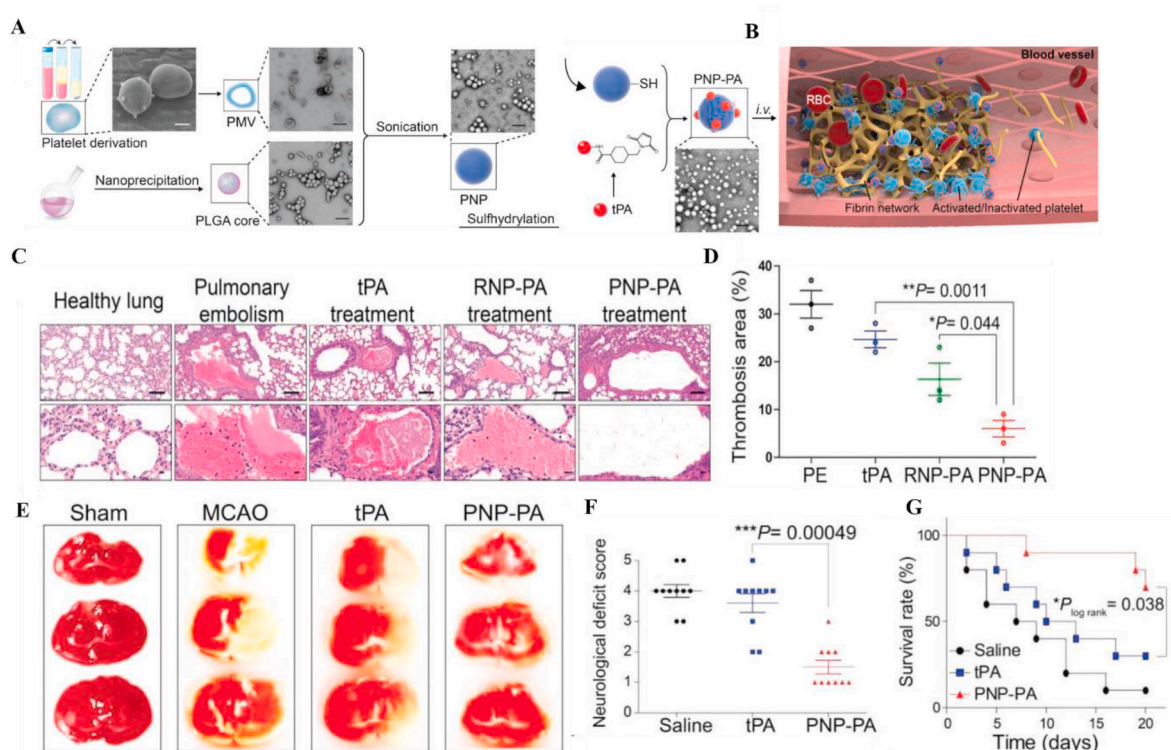 A
Platelet derivation
PMV
Nanoprecipitation
PLGA core
Sonication
PNP
Sulfhydrylation
SH
NH
O
N
O
O
tPA
PNP-PA
i.v.
B
Blood vessel
RBC
Fibrin network
Activated/Inactivated platelet
C
Healthy lung
Pulmonary
embolism
tPA
treatment
RNP-PA
treatment
PNP-PA
treatment
D
Thrombosis area (%)
40
30
20
10
0
**P= 0.0011
*P= 0.044
PE
tPA
RNP-PA
PNP-PA
E
Sham
MCAO
tPA
PNP-PA
F
Neurological deficit score
5
4
3
2
1
0
***P= 0.00049
Saline
tPA
PNP-PA
G
Survival rate (%)
100
50
0
*P log rank = 0.038
Saline
tPA
PNP-PA
0
5
10
15
20
Time (days)